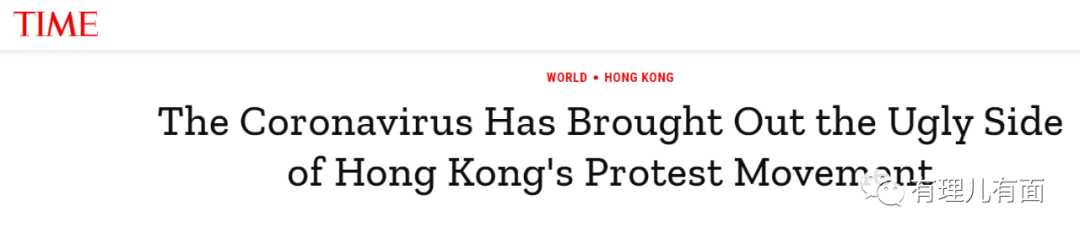 TIME
WORLD • HONG KONG
The Coronavirus Has Brought Out the Ugly Side
of Hong Kong's Protest Movement
有理儿有面